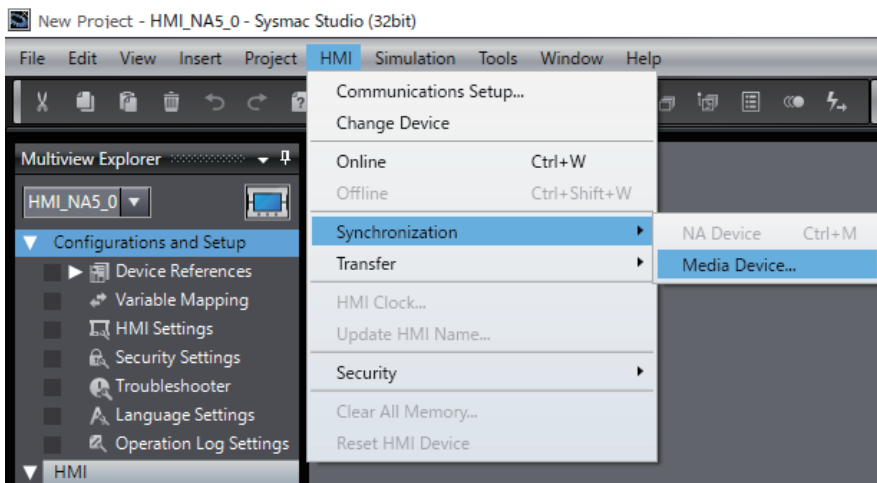 New Project - HMI_NA5_0 - Sysmac Studio (32bit)
File Edit View Insert Project HMI Simulation Tools Window Help
Communications Setup...
Change Device
Multiview Explorer
Online Ctrl+W
HMI_NA5_0
Offline Ctrl+Shift+W
Configurations and Setup
Synchronization
NA Device Ctrl+M
Device References
Transfer
Media Device...
Variable Mapping
HMI Clock...
HMI Settings
Update HMI Name...
Security Settings
Security
Troubleshooter
Language Settings
Clear All Memory...
Operation Log Settings
Reset HMI Device
HMI